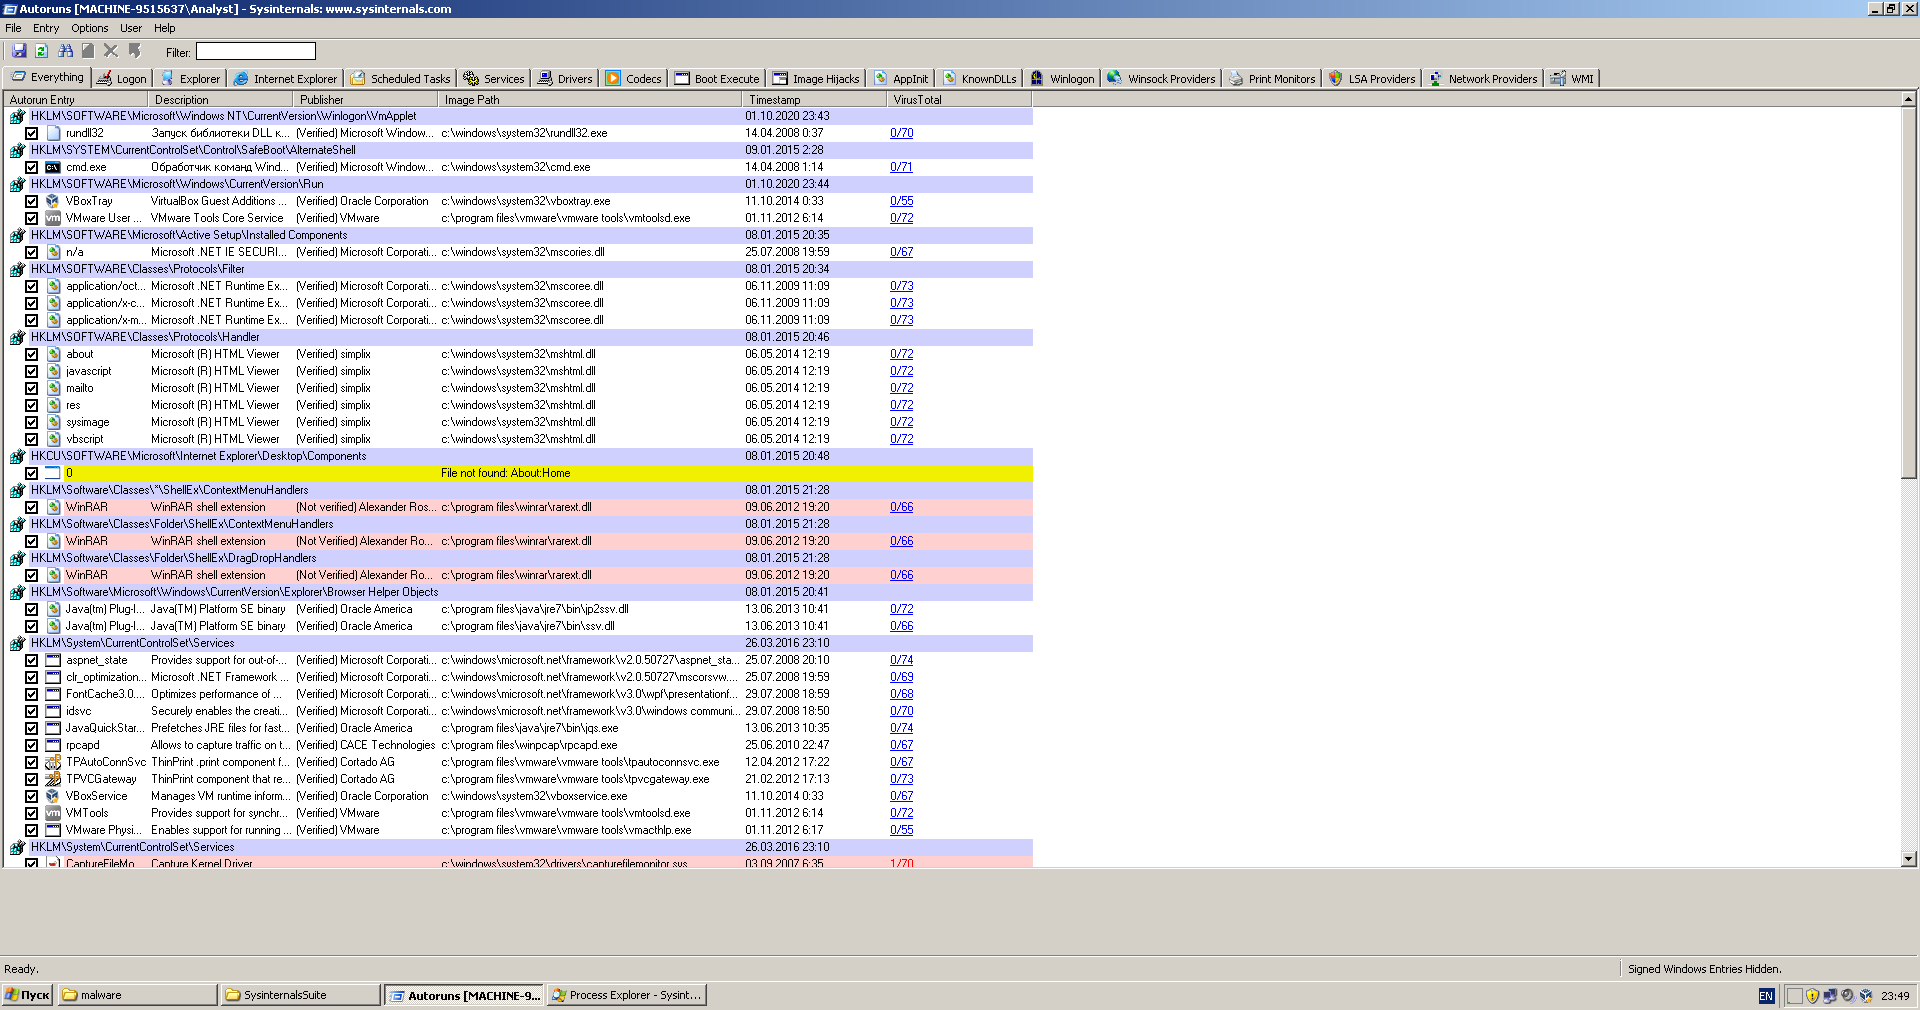 Autoruns [MACHINE-9515637\Analyst] - Sysinternals: www.sysinternals.com
File Entry Options User Help
Filter:
Everything Logon Explorer Internet Explorer Scheduled Tasks Services Drivers Codecs Boot Execute Image Hijacks AppInit KnownDLLs Winlogon Winsock Providers Print Monitors LSA Providers Network Providers WMI
Autorun Entry Description Publisher Image Path Timestamp VirusTotal
HKLM\SOFTWARE\Microsoft\Windows NT\CurrentVersion\Winlogon\VmApplet 01.10.2020 23:43
rundll32 Запуск библиотеки DLL к... (Verified) Microsoft Window... c:\windows\system32\rundll32.exe 14.04.2008 0:37 0/70
HKLM\SYSTEM\CurrentControlSet\Control\SafeBoot\AlternateShell 09.01.2015 2:28
cmd.exe Обработчик команд Wind... (Verified) Microsoft Window... c:\windows\system32\cmd.exe 14.04.2008 1:14 0/71
HKLM\SOFTWARE\Microsoft\Windows\CurrentVersion\Run 01.10.2020 23:44
VBoxTray VirtualBox Guest Additions ... (Verified) Oracle Corporation c:\windows\system32\vboxtray.exe 11.10.2014 0:33 0/55
VMware User ... VMware Tools Core Service (Verified) VMware c:\program files\vmware\vmware tools\vmtoolsd.exe 01.11.2012 6:14 0/72
HKLM\SOFTWARE\Microsoft\Active Setup\Installed Components 08.01.2015 20:35
n/a Microsoft .NET IE SECURI... (Verified) Microsoft Corporati... c:\windows\system32\mscories.dll 25.07.2008 19:59 0/67
HKLM\SOFTWARE\Classes\Protocols\Filter 08.01.2015 20:34
application/oct... Microsoft .NET Runtime Ex... (Verified) Microsoft Corporati... c:\windows\system32\mscoree.dll 06.11.2009 11:09 0/73
application/x-c... Microsoft .NET Runtime Ex... (Verified) Microsoft Corporati... c:\windows\system32\mscoree.dll 06.11.2009 11:09 0/73
application/x-m... Microsoft .NET Runtime Ex... (Verified) Microsoft Corporati... c:\windows\system32\mscoree.dll 06.11.2009 11:09 0/73
HKLM\SOFTWARE\Classes\Protocols\Handler 08.01.2015 20:46
about Microsoft (R) HTML Viewer (Verified) simplix c:\windows\system32\mshtml.dll 06.05.2014 12:19 0/72
javascript Microsoft (R) HTML Viewer (Verified) simplix c:\windows\system32\mshtml.dll 06.05.2014 12:19 0/72
mailto Microsoft (R) HTML Viewer (Verified) simplix c:\windows\system32\mshtml.dll 06.05.2014 12:19 0/72
res Microsoft (R) HTML Viewer (Verified) simplix c:\windows\system32\mshtml.dll 06.05.2014 12:19 0/72
sysimage Microsoft (R) HTML Viewer (Verified) simplix c:\windows\system32\mshtml.dll 06.05.2014 12:19 0/72
vbscript Microsoft (R) HTML Viewer (Verified) simplix c:\windows\system32\mshtml.dll 06.05.2014 12:19 0/72
HKCU\SOFTWARE\Microsoft\Internet Explorer\Desktop\Components 08.01.2015 20:48
0 File not found: About:Home
HKLM\Software\Classes\*\ShellEx\ContextMenuHandlers 08.01.2015 21:28
WinRAR WinRAR shell extension (Not verified) Alexander Ros... c:\program files\winrar\rarext.dll 09.06.2012 19:20 0/66
HKLM\Software\Classes\Folder\ShellEx\ContextMenuHandlers 08.01.2015 21:28
WinRAR WinRAR shell extension (Not Verified) Alexander Ro... c:\program files\winrar\rarext.dll 09.06.2012 19:20 0/66
HKLM\Software\Classes\Folder\ShellEx\DragDropHandlers 08.01.2015 21:28
WinRAR WinRAR shell extension (Not Verified) Alexander Ro... c:\program files\winrar\rarext.dll 09.06.2012 19:20 0/66
HKLM\Software\Microsoft\Windows\CurrentVersion\Explorer\Browser Helper Objects 08.01.2015 20:41
Java(tm) Plug-I... Java(TM) Platform SE binary (Verified) Oracle America c:\program files\java\jre7\bin\jp2ssv.dll 13.06.2013 10:41 0/72
Java(tm) Plug-I... Java(TM) Platform SE binary (Verified) Oracle America c:\program files\java\jre7\bin\ssv.dll 13.06.2013 10:41 0/66
HKLM\System\CurrentControlSet\Services 26.03.2016 23:10
aspnet_state Provides support for out-of-... (Verified) Microsoft Corporati... c:\windows\microsoft.net\framework\v2.0.50727\aspnet_sta... 25.07.2008 20:10 0/74
clr_optimization... Microsoft .NET Framework ... (Verified) Microsoft Corporati... c:\windows\microsoft.net\framework\v2.0.50727\mscorsvw.... 25.07.2008 19:59 0/69
FontCache3.0.... Optimizes performance of ... (Verified) Microsoft Corporati... c:\windows\microsoft.net\framework\v3.0\wpf\presentationf... 29.07.2008 18:59 0/68
idsvc Securely enables the creati... (Verified) Microsoft Corporati... c:\windows\microsoft.net\framework\v3.0\windows communi... 29.07.2008 18:50 0/70
JavaQuickStar... Prefetches JRE files for fast... (Verified) Oracle America c:\program files\java\jre7\bin\jqs.exe 13.06.2013 10:35 0/74
rpcapd Allows to capture traffic on t... (Verified) CACE Technologies c:\program files\winpcap\rpcapd.exe 25.06.2010 22:47 0/67
TPAutoConnSvc ThinPrint .print component f... (Verified) Cortado AG c:\program files\vmware\vmware tools\tpautoconnsvc.exe 12.04.2012 17:22 0/67
TPVCGateway ThinPrint component that re... (Verified) Cortado AG c:\program files\vmware\vmware tools\tpvcgateway.exe 21.02.2012 17:13 0/73
VBoxService Manages VM runtime inform... (Verified) Oracle Corporation c:\windows\system32\vboxservice.exe 11.10.2014 0:33 0/67
VMTools Provides support for synchr... (Verified) VMware c:\program files\vmware\vmware tools\vmtoolsd.exe 01.11.2012 6:14 0/72
VMware Physi... Enables support for running ... (Verified) VMware c:\program files\vmware\vmware tools\vmacthlp.exe 01.11.2012 6:17 0/55
HKLM\System\CurrentControlSet\Services 26.03.2016 23:10
CaptureFileMo... Capture Kernel Driver c:\windows\system32\drivers\capturefilemonitor.sys 03.09.2007 6:35 1/70
Ready. Signed Windows Entries Hidden.
Пуск malware SysinternalsSuite Autoruns [MACHINE-9... Process Explorer - Sysint... EN 23:49